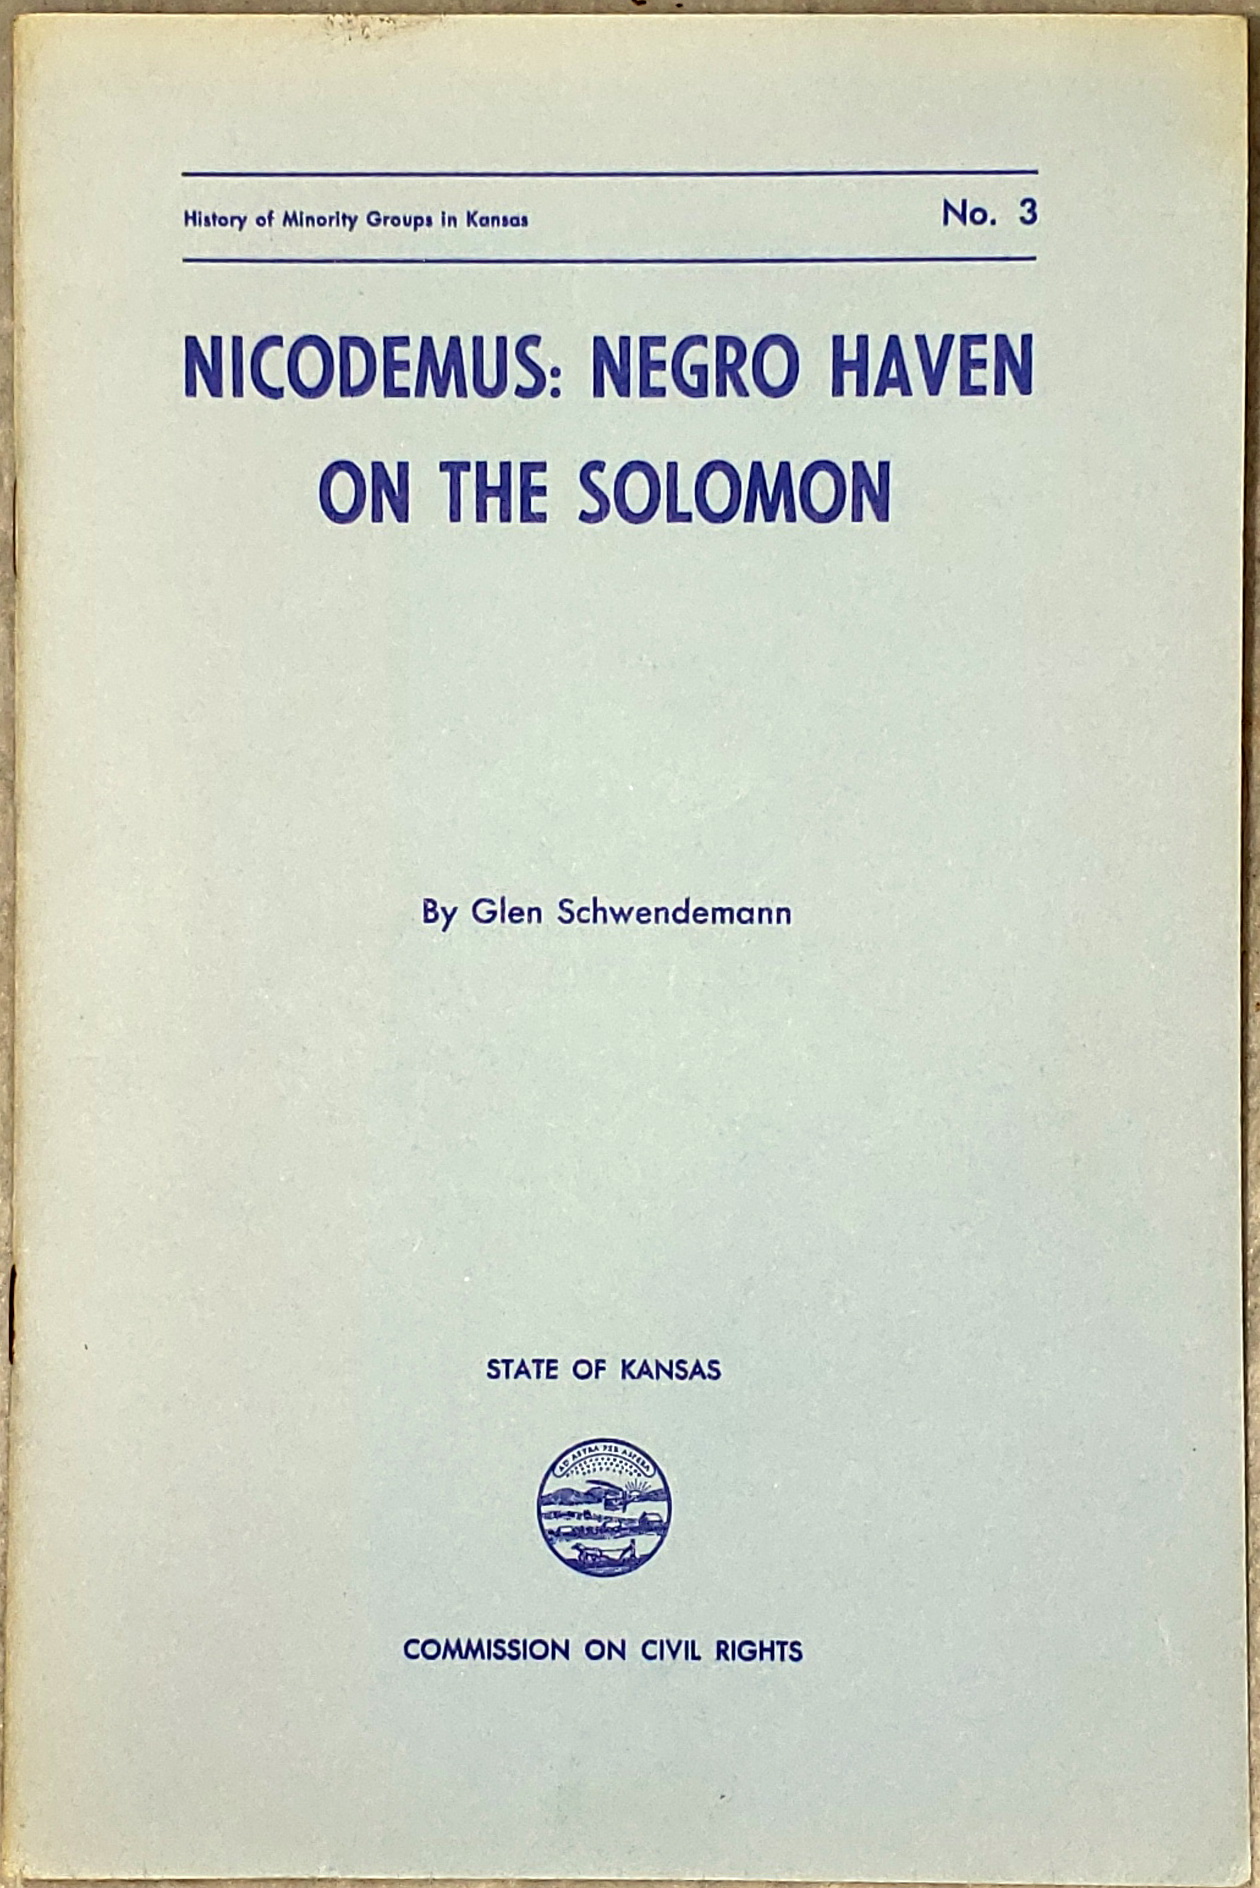 History of Minority Groups in Kansas No. 3
NICODEMUS: NEGRO HAVEN
ON THE SOLOMON
By Glen Schwendemann
STATE OF KANSAS
AD ASTRA PER ASPERA
COMMISSION ON CIVIL RIGHTS